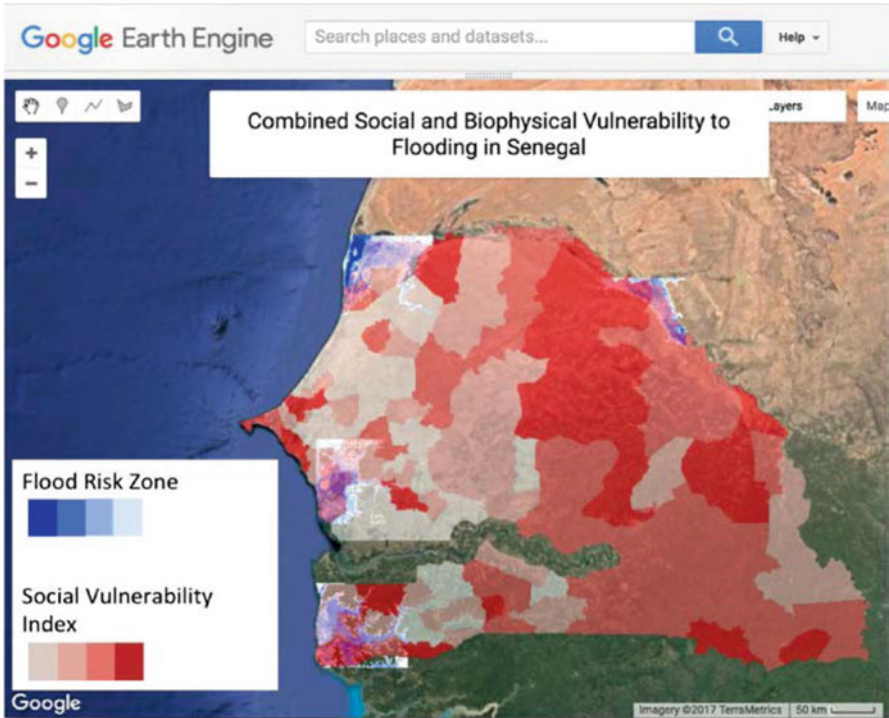 Google Earth Engine
Search places and datasets...
Help
Combined Social and Biophysical Vulnerability to
Flooding in Senegal
ayers
Map
+
−
Flood Risk Zone
Social Vulnerability
Index
Google
Imagery ©2017 TerraMetrics
50 km